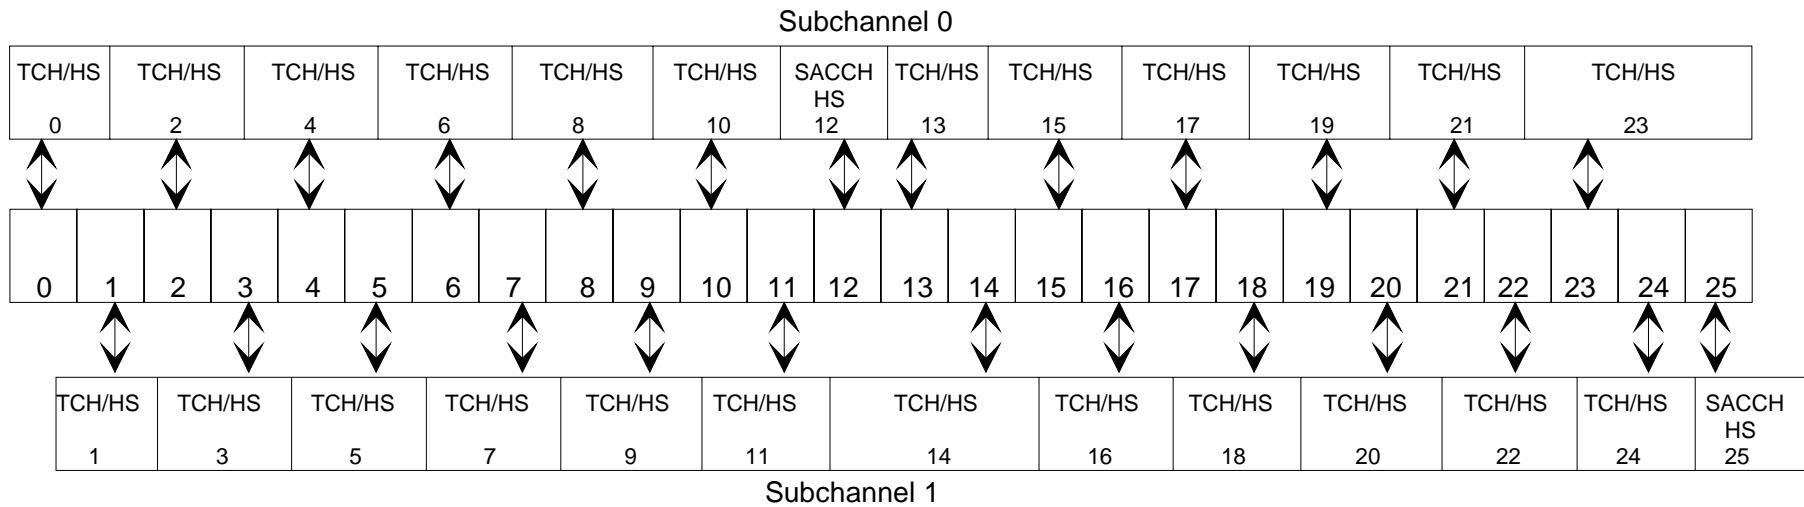 Subchannel 0
TCH/HS TCH/HS TCH/HS TCH/HS TCH/HS TCH/HS SACCH TCH/HS TCH/HS TCH/HS TCH/HS TCH/HS TCH/HS
HS
0 2 4 6 8 10 12 13 15 17 19 21 23
0 1 2 3 4 5 6 7 8 9 10 11 12 13 14 15 16 17 18 19 20 21 22 23 24 25
TCH/HS TCH/HS TCH/HS TCH/HS TCH/HS TCH/HS TCH/HS TCH/HS TCH/HS TCH/HS TCH/HS TCH/HS SACCH
HS
1 3 5 7 9 11 14 16 18 20 22 24 25
Subchannel 1